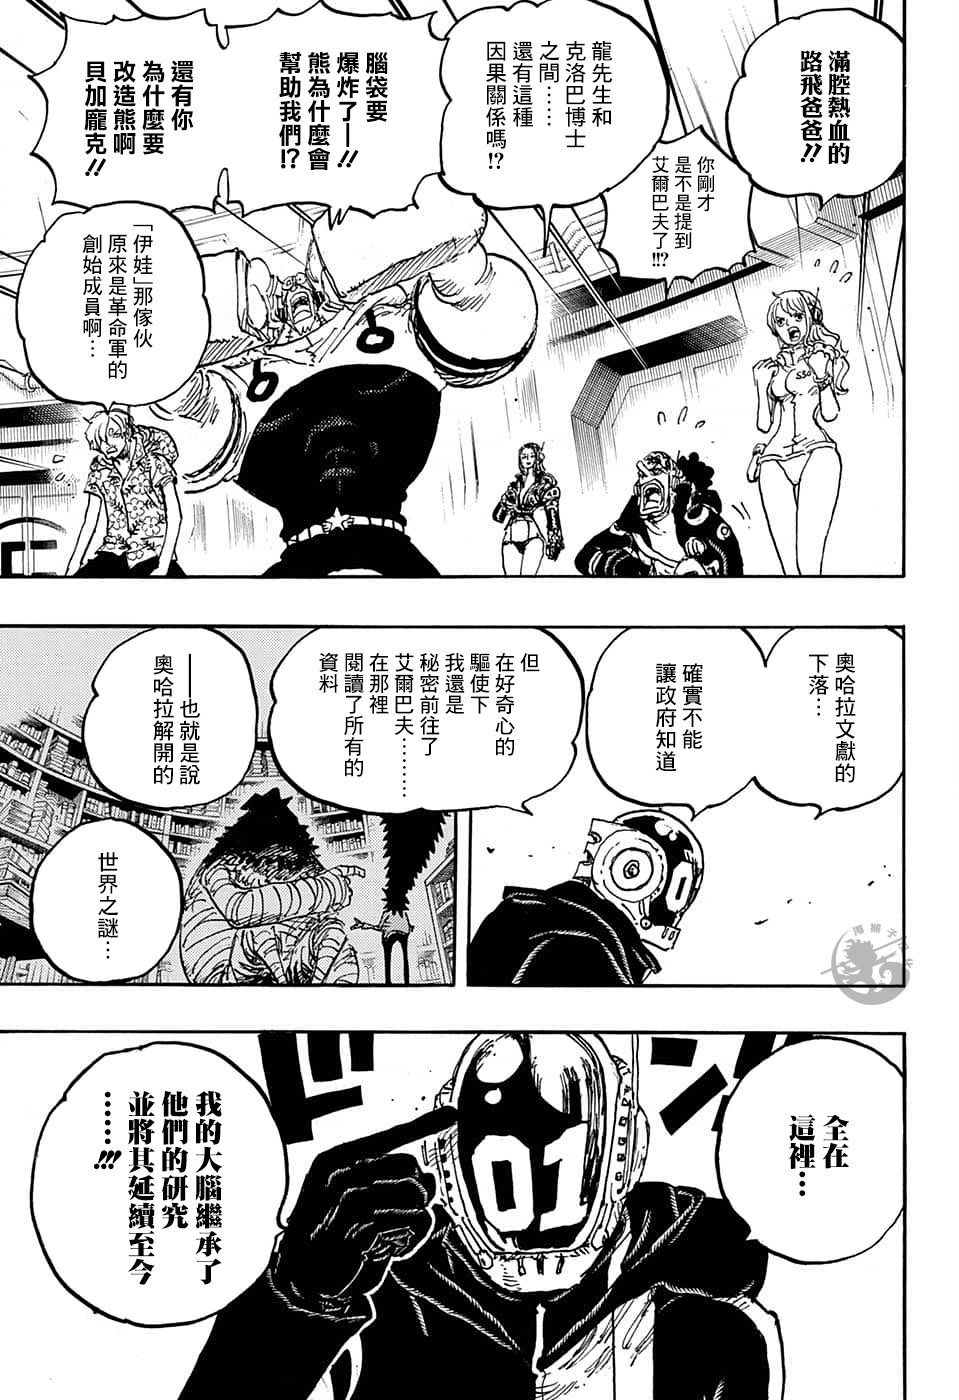 滿腔熱血的
路飛爸爸!!
你剛才
是不是提到
艾爾巴夫了!!?
龍先生和
克洛巴博士
之間……
還有這種
因果關係嗎
!?
腦袋要
爆炸了—!!
熊為什麼會
幫助我們!?
還有你
為什麼要
改造熊啊
貝加龐克!!
「伊娃」那傢伙
原來是革命軍的
創始成員啊…
奧哈拉文獻的
下落…
確實不能
讓政府知道
但
在好奇心的
驅使下
我還是
秘密前往了
艾爾巴夫………
在那裡
閱讀了所有的
資料
——也就是說
奧哈拉解開的
世界之謎…
海猴子
全在
這裡…
我的大腦繼承了
他們的研究
並將其延續至今
……!!!
ドン
S50
01